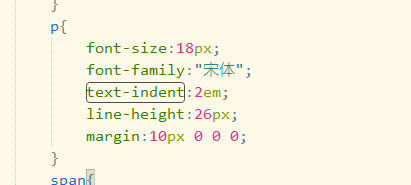 }
p{
font-size:18px;
font-family:"宋体";
text-indent:2em;
line-height:26px;
margin:10px 0 0 0;
}
span{